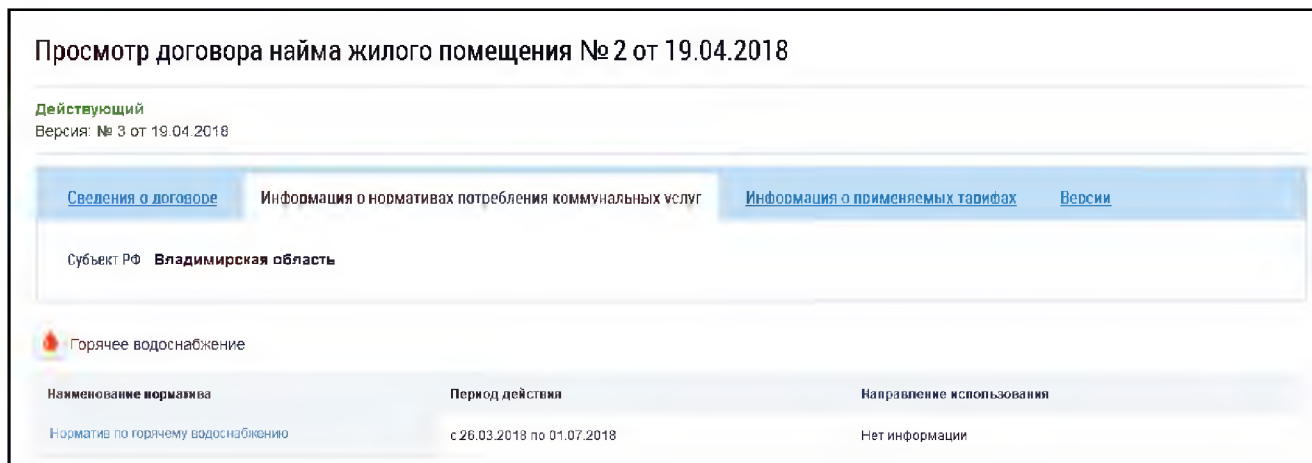 Просмотр договора найма жилого помещения № 2 от 19.04.2018
Действующий
Версия: № 3 от 19.04.2018
Сведения о договоре Информация о нормативах потребления коммунальных услуг Информация о применяемых тарифах Версии
Субъект РФ Владимирская область
Горячее водоснабжение
Наименование норматива Период действия Направление использования
Норматив по горячему водоснабжению с 26.03.2018 по 01.07.2018 Нет информации